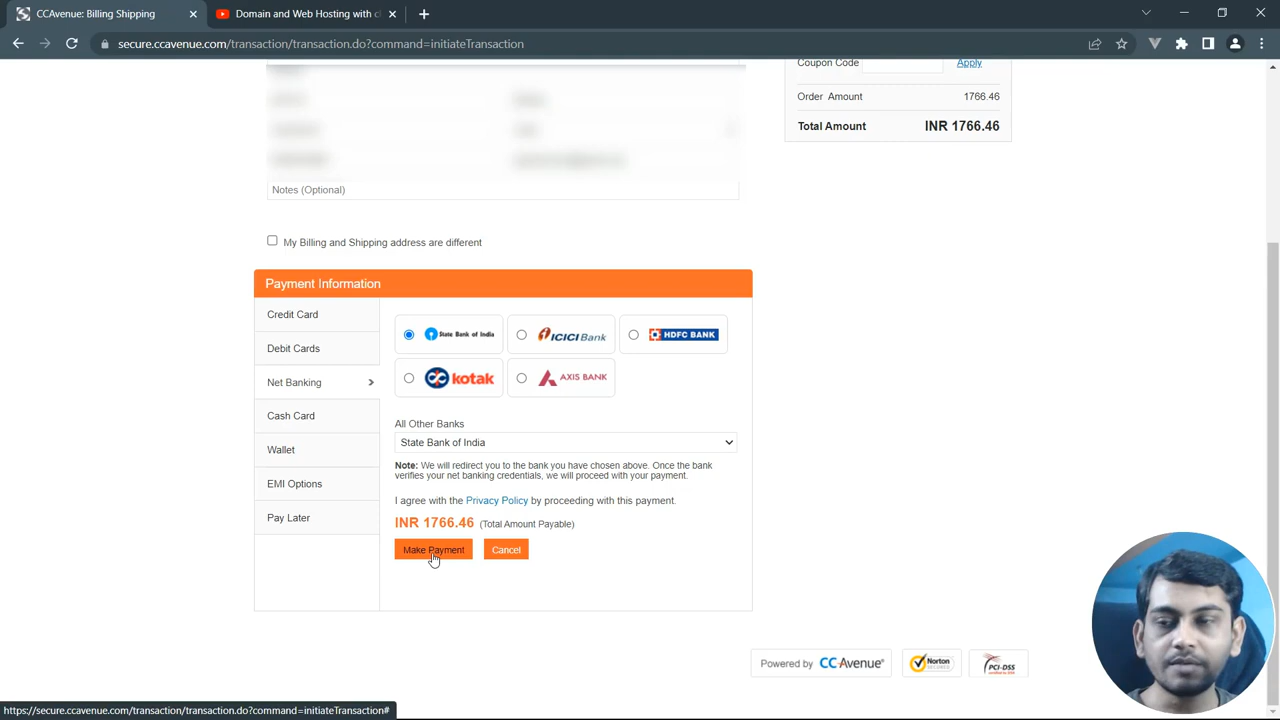 CCAvenue: Billing Shipping
Domain and Web Hosting with c
secure.ccavenue.com/transaction/transaction.do?command=initiateTransaction
Coupon Code
Apply
Order Amount 1766.46
Total Amount INR 1766.46
Notes (Optional)
My Billing and Shipping address are different
Payment Information
Credit Card
Debit Cards
Net Banking
Cash Card
Wallet
EMI Options
Pay Later
State Bank of India
ICICI Bank
HDFC BANK
kotak
AXIS BANK
All Other Banks
State Bank of India
Note: We will redirect you to the bank you have chosen above. Once the bank
verifies your net banking credentials, we will proceed with your payment.
I agree with the Privacy Policy by proceeding with this payment.
INR 1766.46 (Total Amount Payable)
Make Payment
Cancel
Powered by CCAvenue
Norton
SECURED
PCI-DSS
https://secure.ccavenue.com/transaction/transaction.do?command=initiateTransaction#